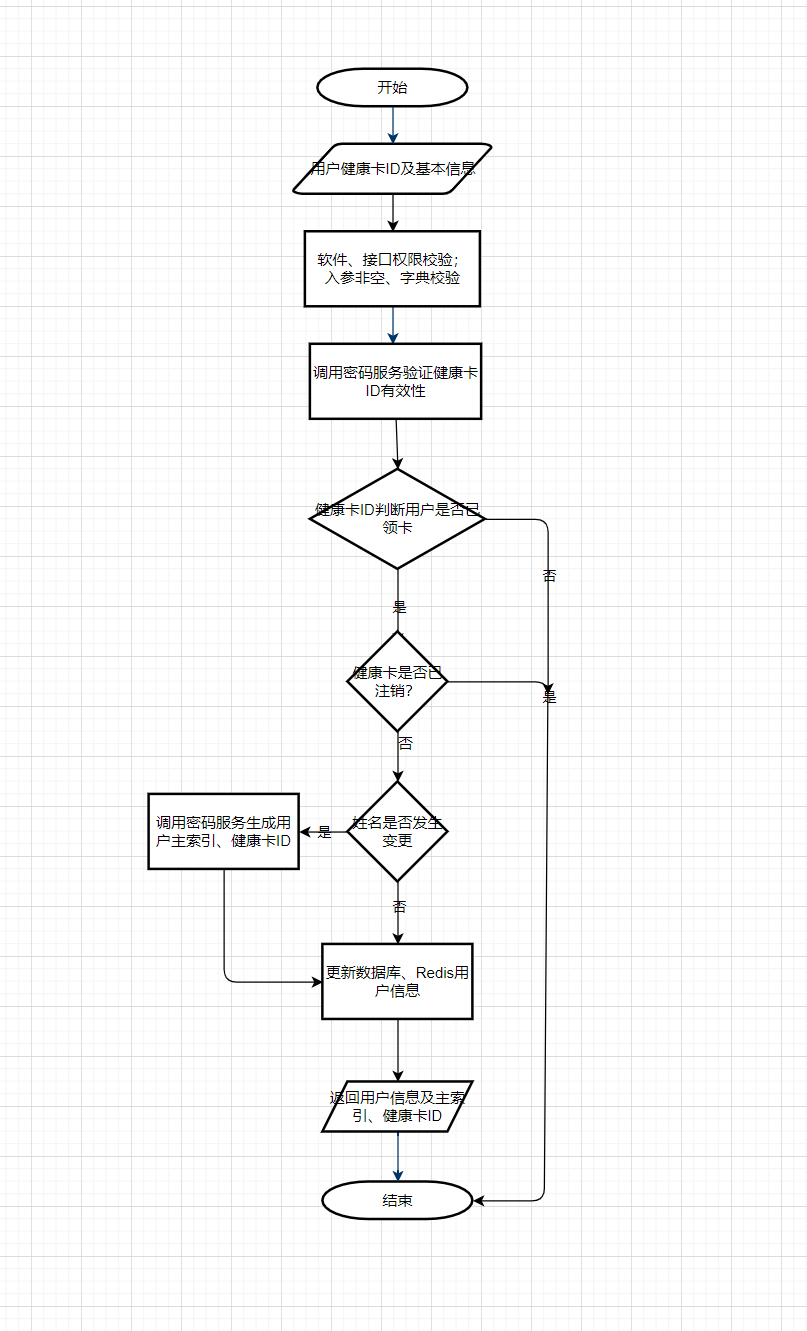 开始
用户健康卡ID及基本信息
软件、接口权限校验；
入参非空、字典校验
调用密码服务验证健康卡
ID有效性
健康卡ID判断用户是否已
领卡
否
是
健康卡是否已
注销?
是
否
姓名是否发生
变更
是
调用密码服务生成用
户主索引、健康卡ID
否
更新数据库、Redis用
户信息
返回用户信息及主索
引、健康卡ID
结束